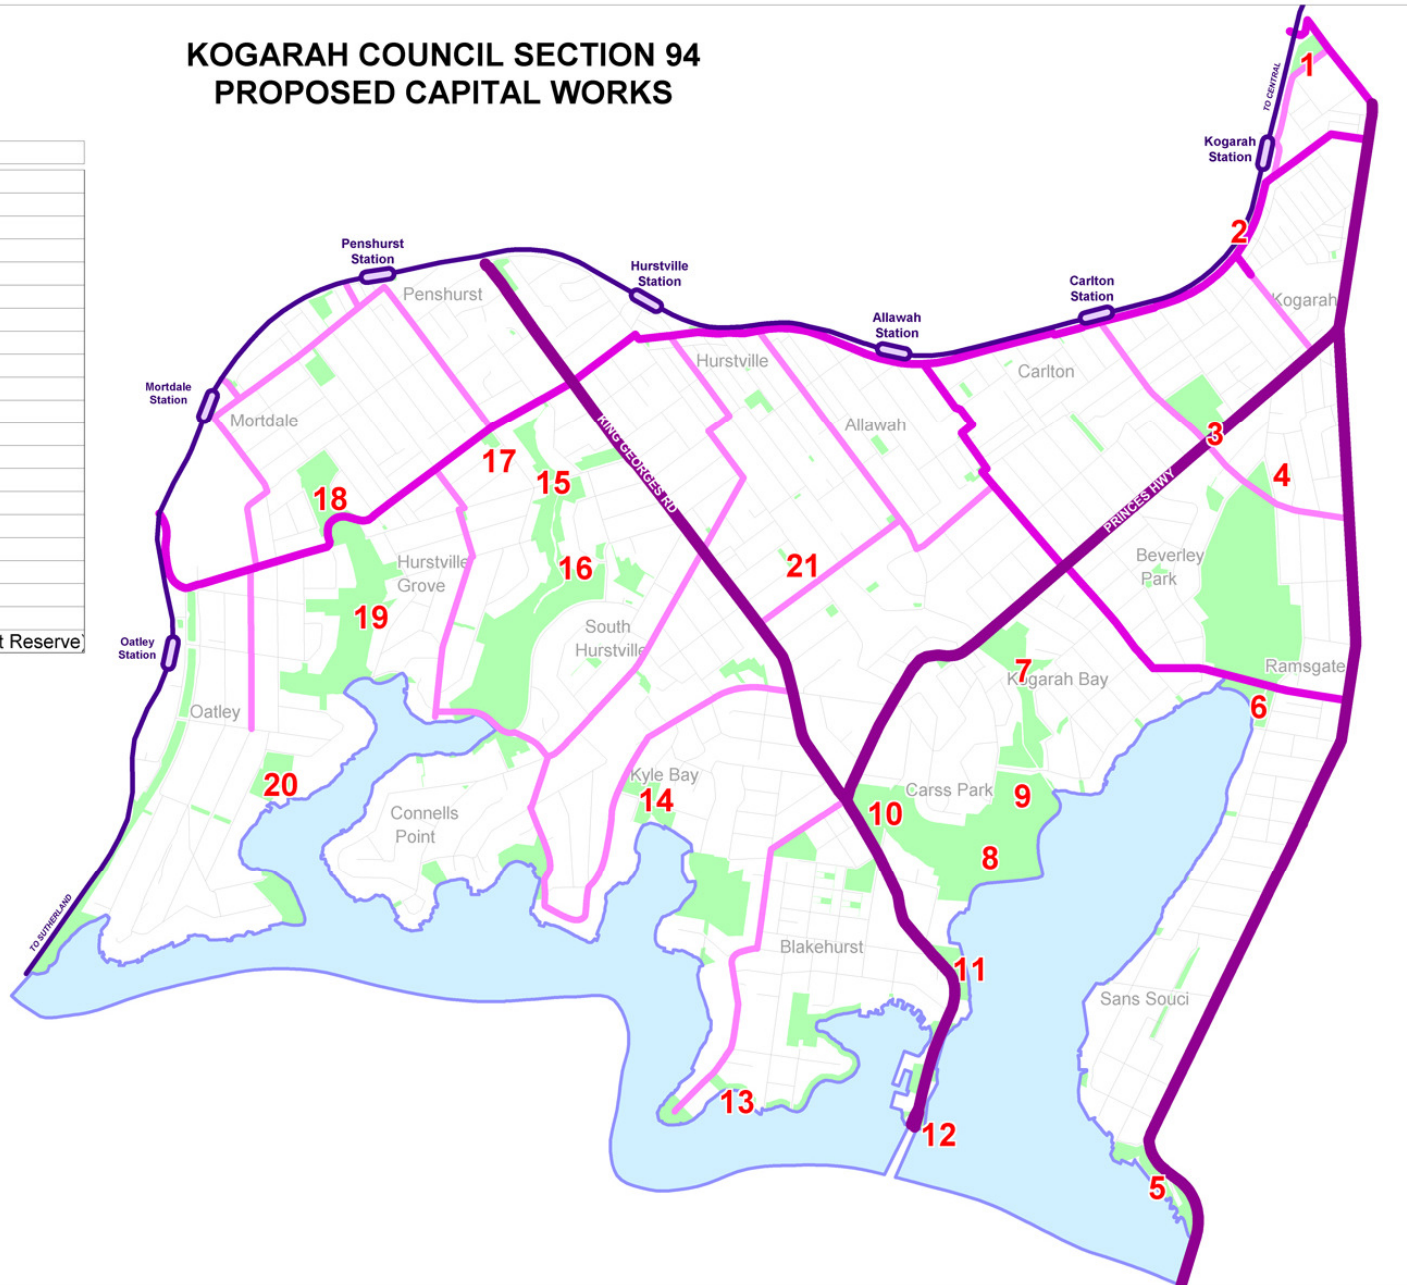 KOGARAH COUNCIL SECTION 94
PROPOSED CAPITAL WORKS
1
TO CENTRAL
Kogarah
Station
2
Penshurst
Station
Hurstville
Station
Carlton
Station
Penshurst
Kogarah
Allawah
Station
Hurstville
Carlton
Mortdale
Station
Mortdale
Allawah
3
KING GEORGES RD
17
15
4
18
PRINCES HWY
Hurstville
Grove
16
21
Beverley
Park
19
t Reserve)
Oatley
Station
South
Hurstville
Ramsgate
7
Kogarah Bay
Oatley
6
20
Kyle Bay
14
Carss Park
9
10
Connells
Point
8
TO SUTHERLAND
Blakehurst
11
Sans Souci
13
12
5